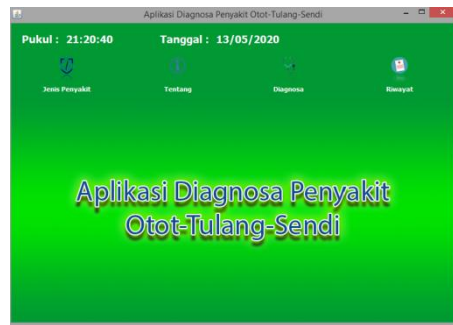 Aplikasi Diagnosa Penyakit Otot-Tulang-Sendi
Pukul : 21:20:40 Tanggal : 13/05/2020
Jenis Penyakit Tentang Diagnosa Riwayat
Aplikasi Diagnosa Penyakit
Otot-Tulang-Sendi